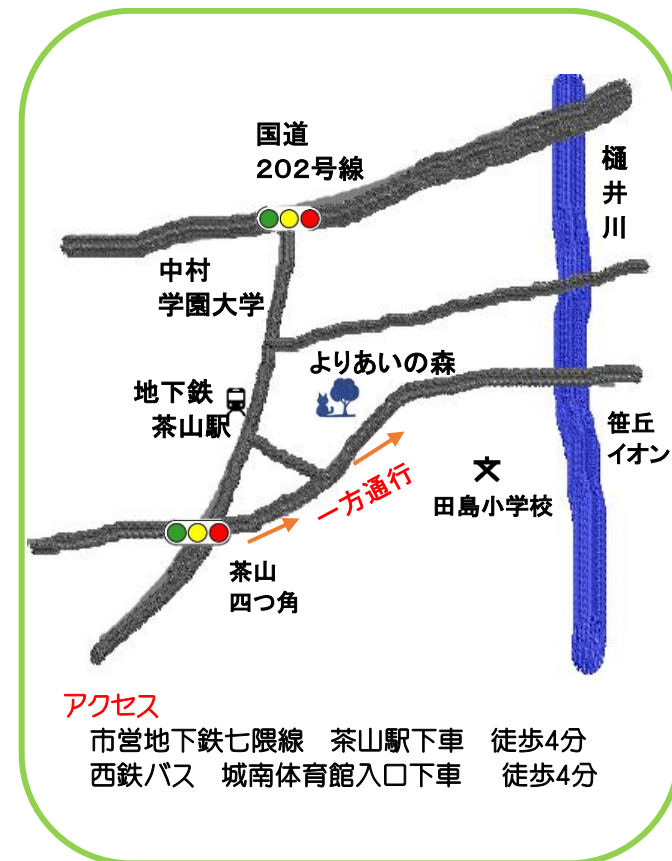 国道
202号線
樋井川
中村
学園大学
よりあいの森
地下鉄
茶山駅
笹丘
イオン
一方通行
文
田島小学校
茶山
四つ角
アクセス
市営地下鉄七隈線　茶山駅下車　徒歩4分
西鉄バス　城南体育館入口下車　徒歩4分